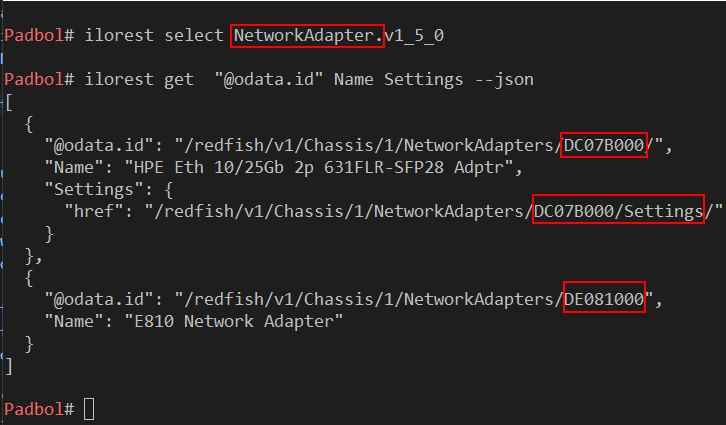 Padbol# ilorest select NetworkAdapter.v1_5_0
Padbol# ilorest get  "@odata.id" Name Settings --json
[
  {
    "@odata.id": "/redfish/v1/Chassis/1/NetworkAdapters/DC07B000/",
    "Name": "HPE Eth 10/25Gb 2p 631FLR-SFP28 Adptr",
    "Settings": {
      "href": "/redfish/v1/Chassis/1/NetworkAdapters/DC07B000/Settings/"
    }
  },
  {
    "@odata.id": "/redfish/v1/Chassis/1/NetworkAdapters/DE081000",
    "Name": "E810 Network Adapter"
  }
]
Padbol#